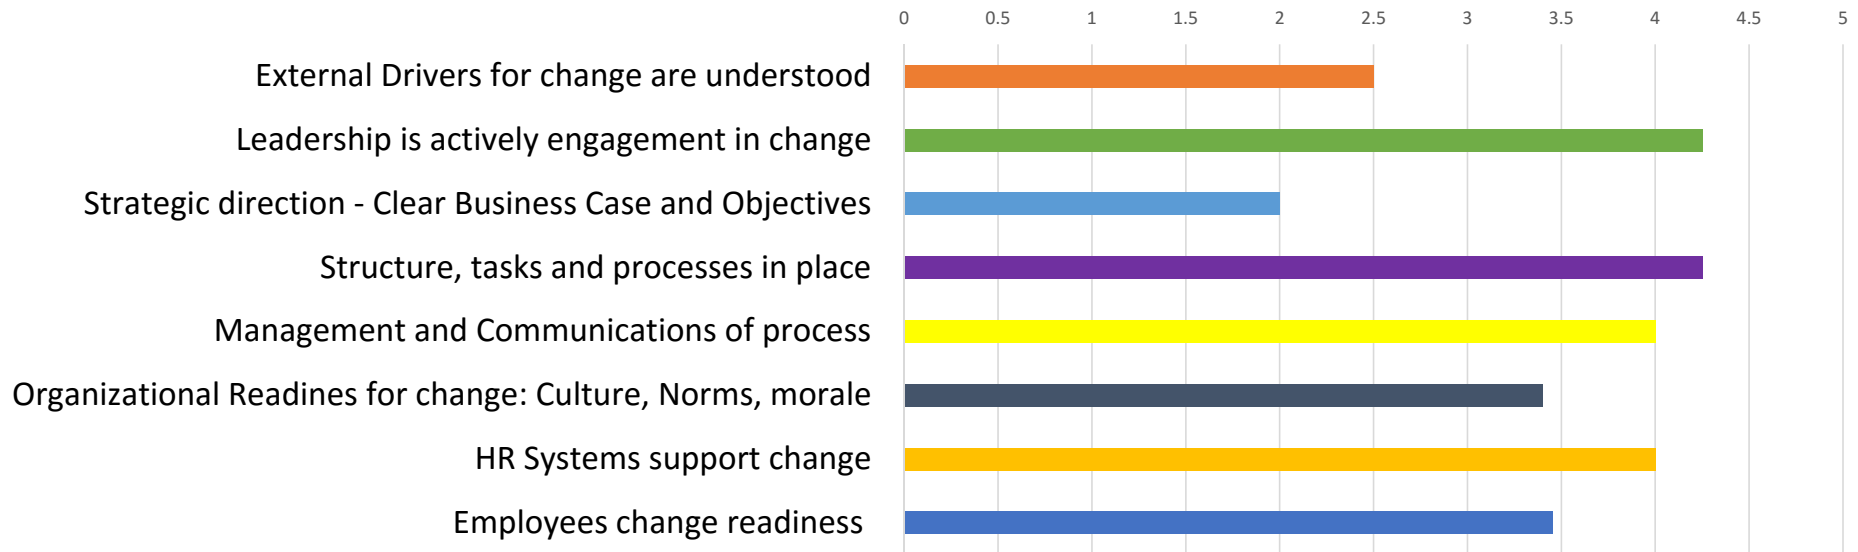 0 0.5 1 1.5 2 2.5 3 3.5 4 4.5 5
External Drivers for change are understood
Leadership is actively engagement in change
Strategic direction - Clear Business Case and Objectives
Structure, tasks and processes in place
Management and Communications of process
Organizational Readines for change: Culture, Norms, morale
HR Systems support change
Employees change readiness